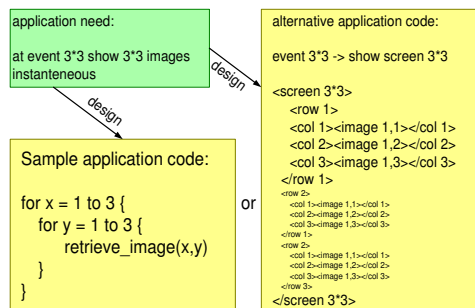 application need:
at event 3*3 show 3*3 images
instanteneous
design
design
Sample application code:
for x = 1 to 3 {
for y = 1 to 3 {
retrieve_image(x,y)
}
}
or
alternative application code:
event 3*3 -> show screen 3*3
<screen 3*3>
<row 1>
<col 1><image 1,1></col 1>
<col 2><image 1,2></col 2>
<col 3><image 1,3></col 3>
</row 1>
<row 2>
<col 1><image 1,1></col 1>
<col 2><image 1,2></col 2>
<col 3><image 1,3></col 3>
</row 1>
<row 2>
<col 1><image 1,1></col 1>
<col 2><image 1,2></col 2>
<col 3><image 1,3></col 3>
</row 3>
</screen 3*3>